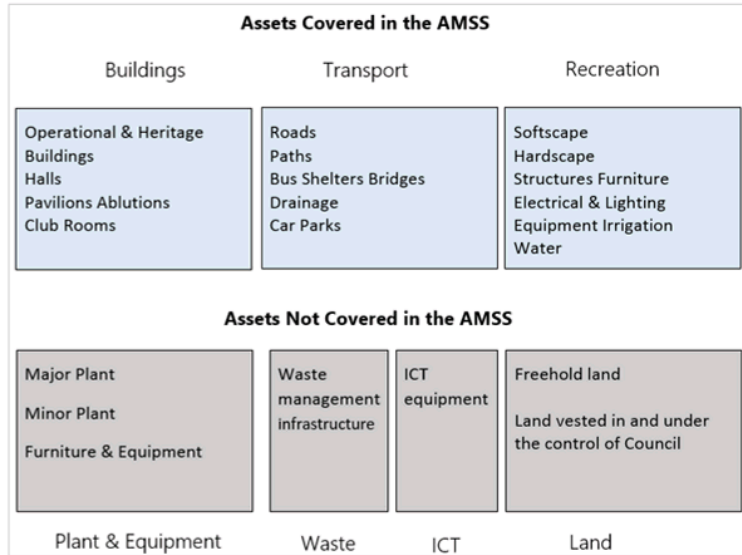 Assets Covered in the AMSS
Buildings
Transport
Recreation
Operational & Heritage
Buildings
Halls
Pavilions Ablutions
Club Rooms
Roads
Paths
Bus Shelters Bridges
Drainage
Car Parks
Softscape
Hardscape
Structures Furniture
Electrical & Lighting
Equipment Irrigation
Water
Assets Not Covered in the AMSS
Major Plant
Minor Plant
Furniture & Equipment
Waste
management
infrastructure
ICT
equipment
Freehold land
Land vested in and under
the control of Council
Plant & Equipment
Waste
ICT
Land